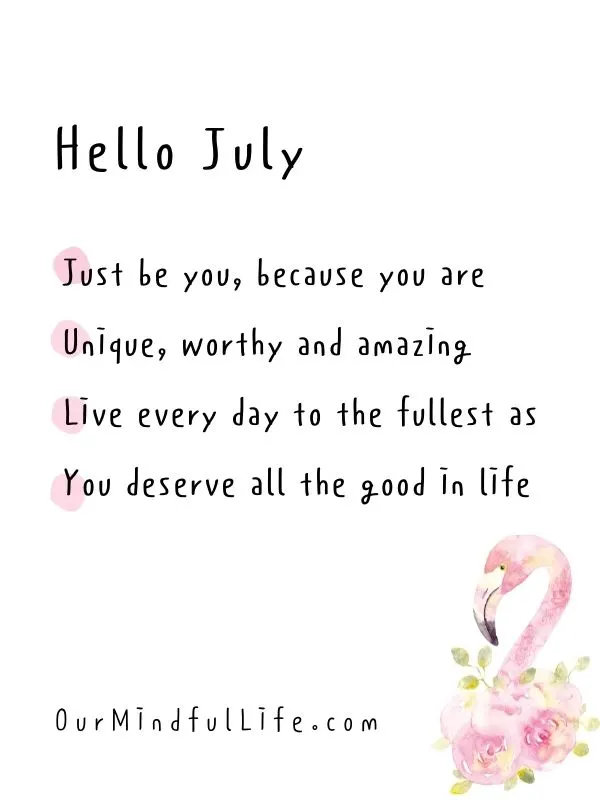 Hello July
Just be you, because you are
Unique, worthy and amazing
Live every day to the fullest as
You deserve all the good in life
OurMindfulLife.com